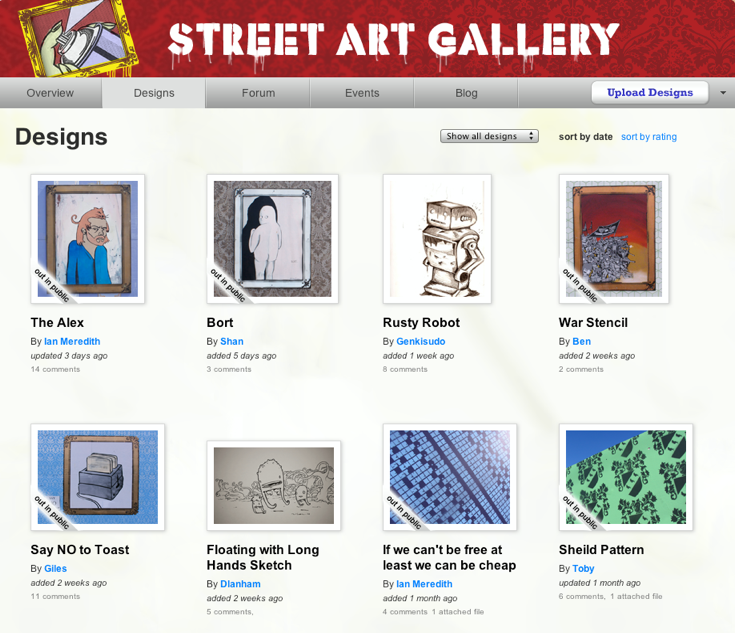 STREET ART GALLERY
Overview Designs Forum Events Blog Upload Designs
Designs Show all designs sort by date sort by rating
out in public out in public out in public
The Alex Bort Rusty Robot War Stencil
By Ian Meredith By Shan By Genkisudo By Ben
updated 3 days ago added 5 days ago added 1 week ago added 2 weeks ago
14 comments 3 comments 8 comments 2 comments
out in public out in public out in public
Say NO to Toast Floating with Long If we can't be free at Sheild Pattern
Hands Sketch least we can be cheap
By Giles By Dlanham By Ian Meredith By Toby
added 2 weeks ago added 2 weeks ago added 1 month ago updated 1 month ago
11 comments 5 comments, 4 comments 1 attached file 6 comments, 1 attached file